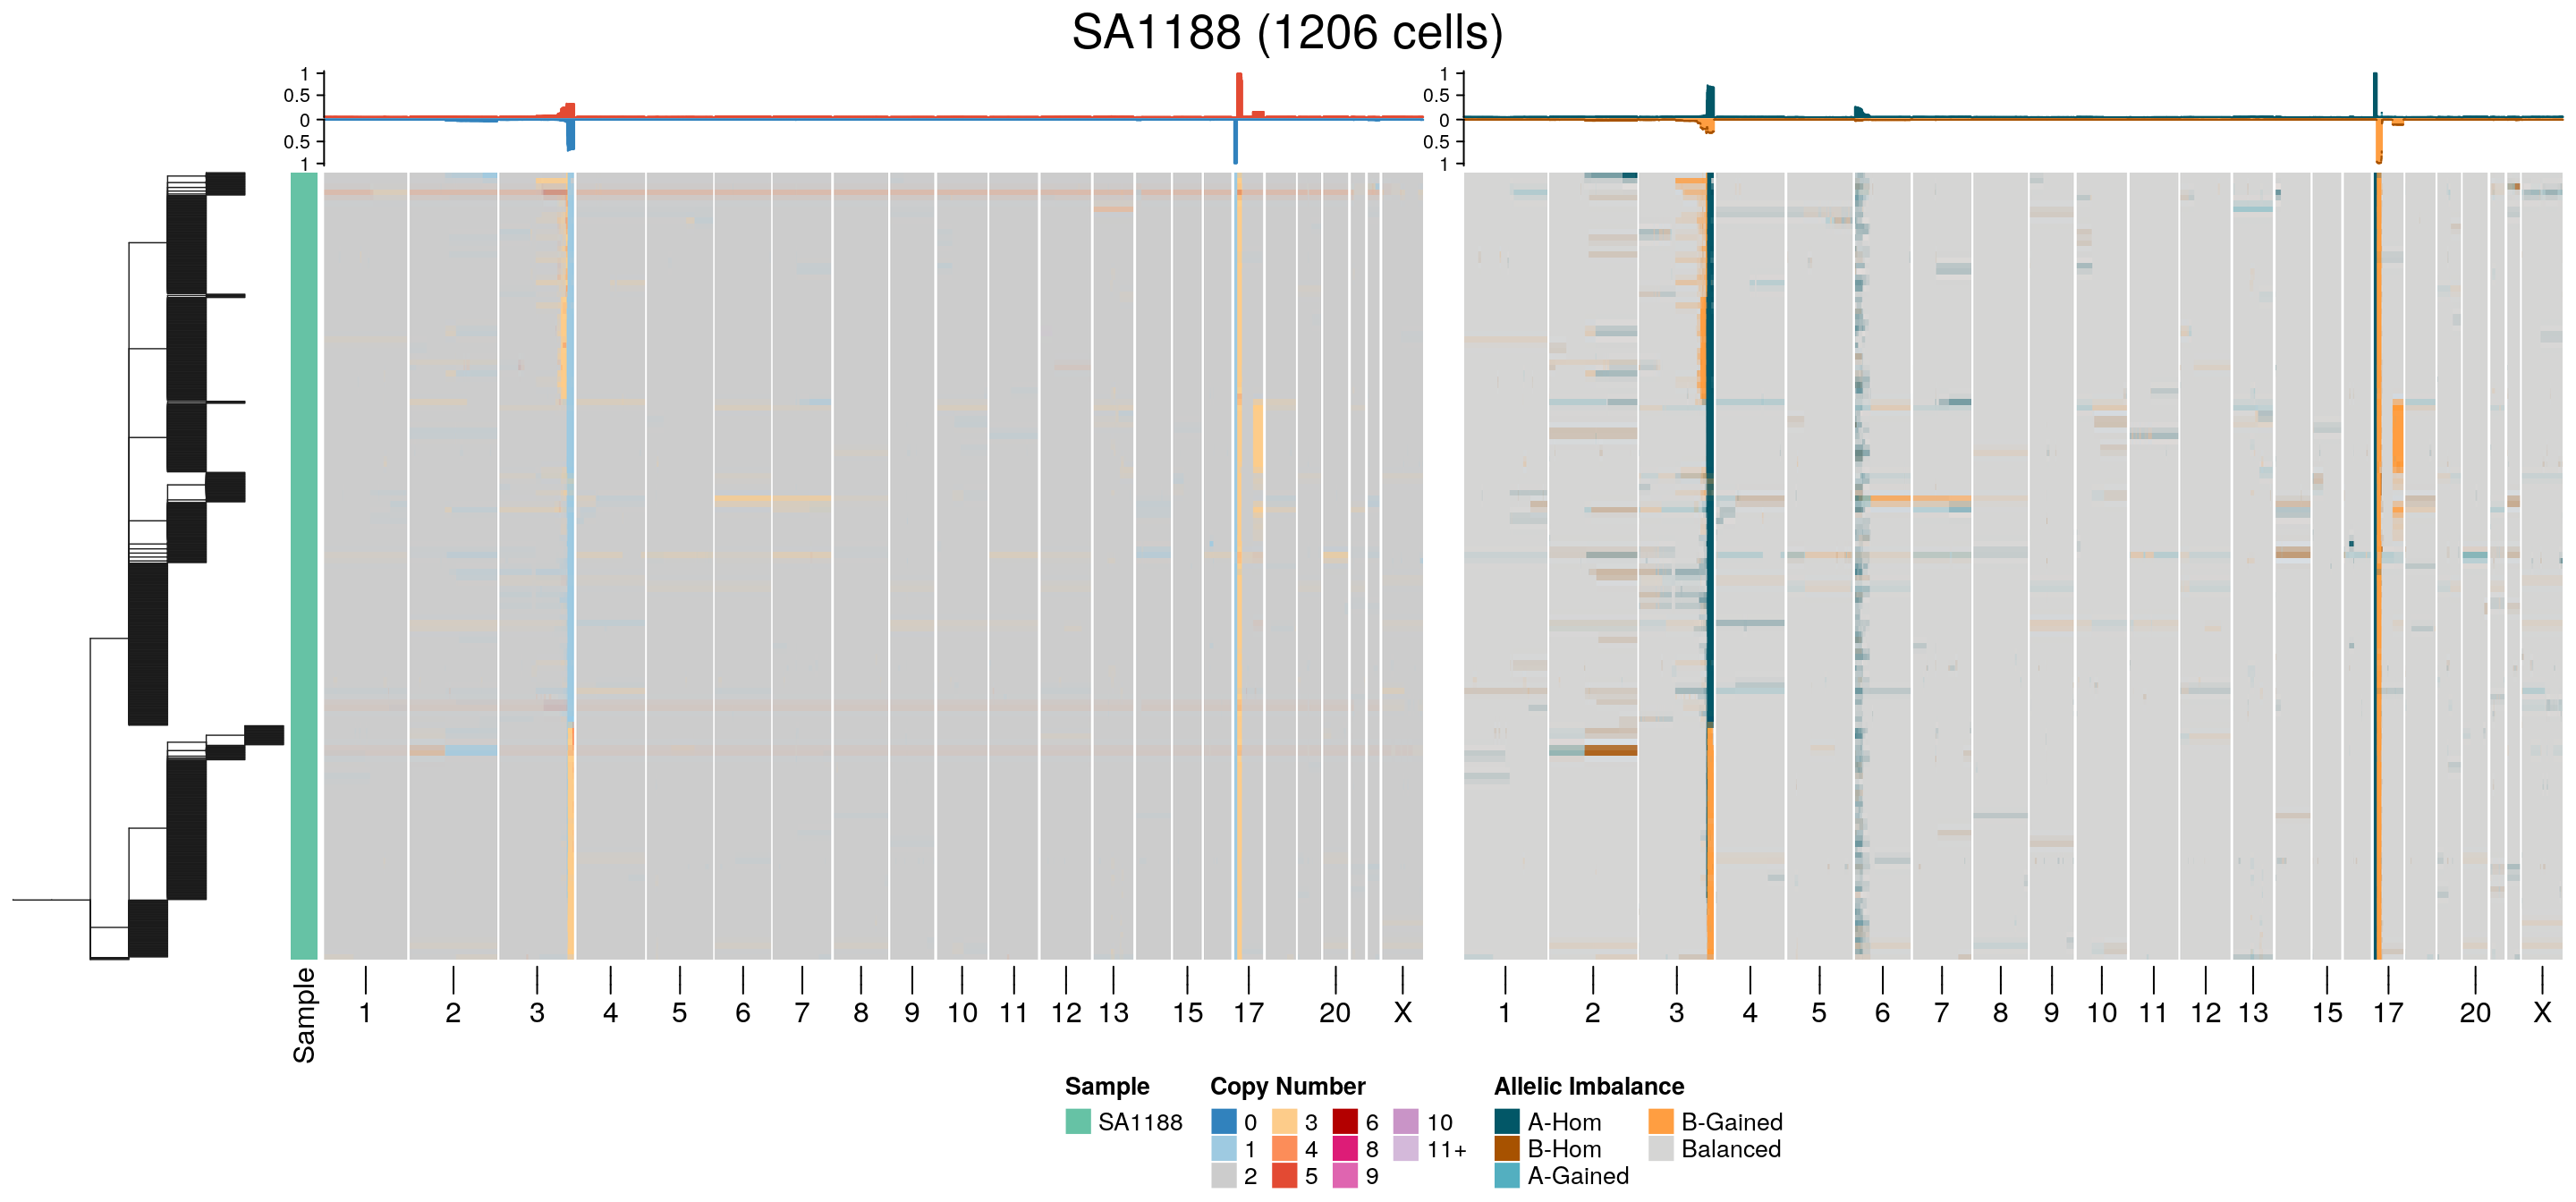 SA1188 (1206 cells)
1
0.5
0
0.5
1
1
0.5
0
0.5
1
Sample
1 2 3 4 5 6 7 8 9 10 11 12 13 15 17 20 X
1 2 3 4 5 6 7 8 9 10 11 12 13 15 17 20 X
Sample
SA1188
Copy Number
0 3 6 10
1 4 8 11+
2 5 9
Allelic Imbalance
A-Hom B-Gained
B-Hom Balanced
A-Gained